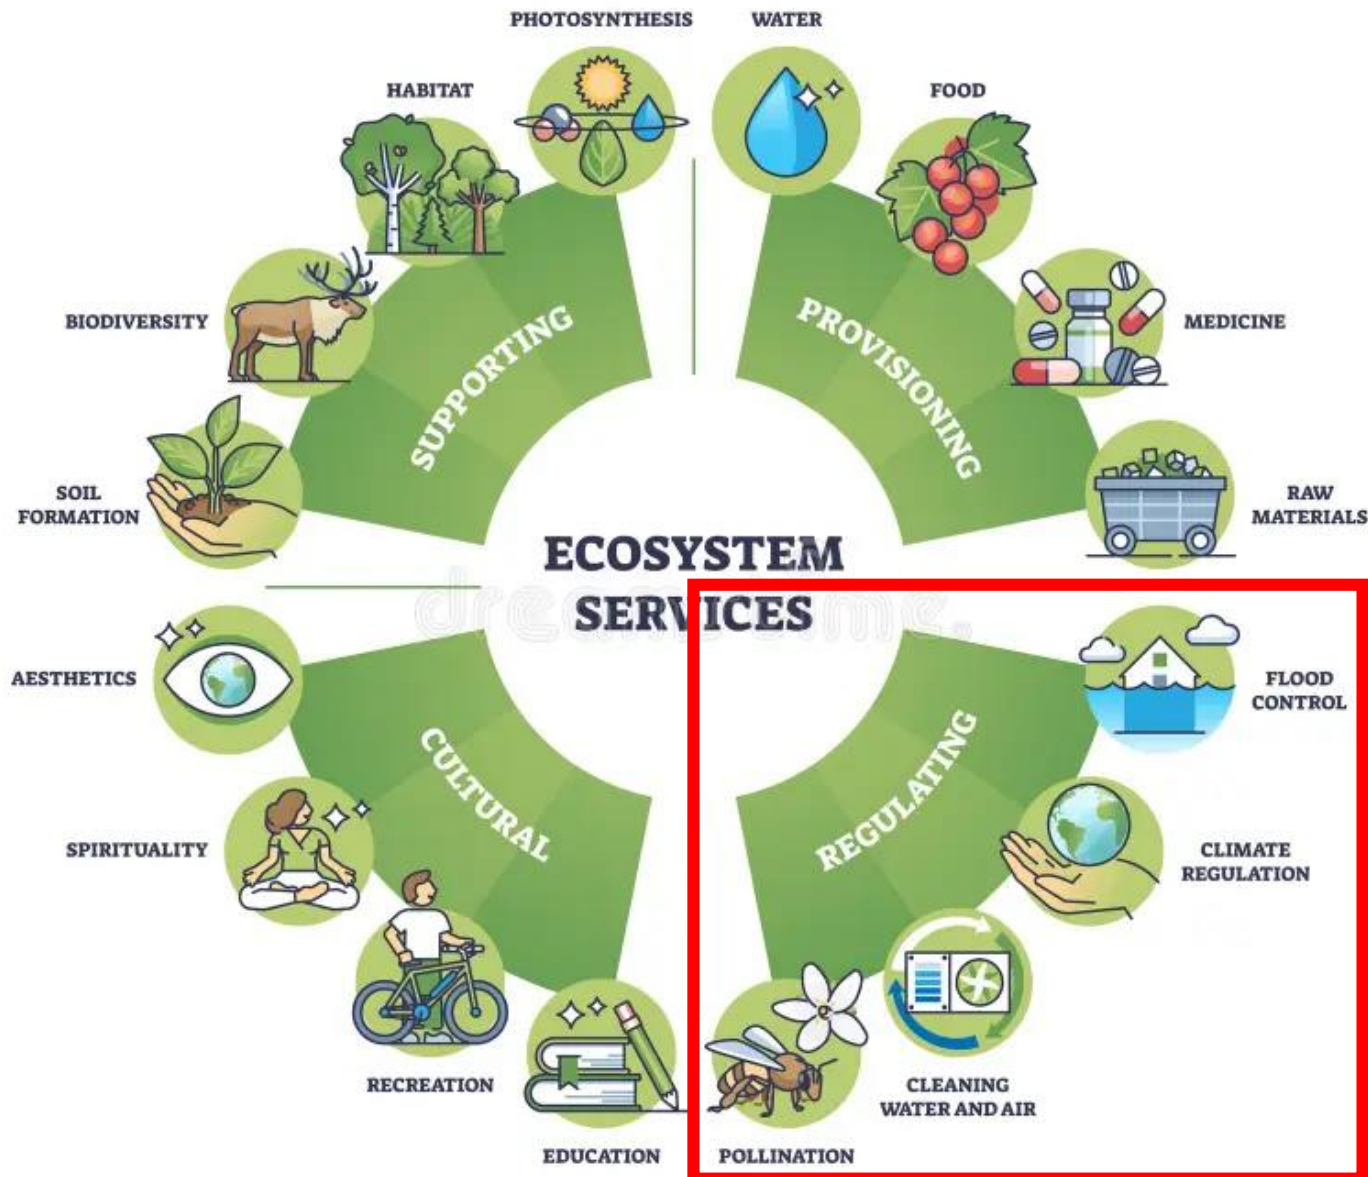 PHOTOSYNTHESIS
WATER
HABITAT
FOOD
BIODIVERSITY
MEDICINE
SUPPORTING
PROVISIONING
SOIL
FORMATION
RAW
MATERIALS
ECOSYSTEM
SERVICES
dreamstime.
AESTHETICS
FLOOD
CONTROL
CULTURAL
REGULATING
SPIRITUALITY
CLIMATE
REGULATION
RECREATION
CLEANING
WATER AND AIR
EDUCATION
POLLINATION